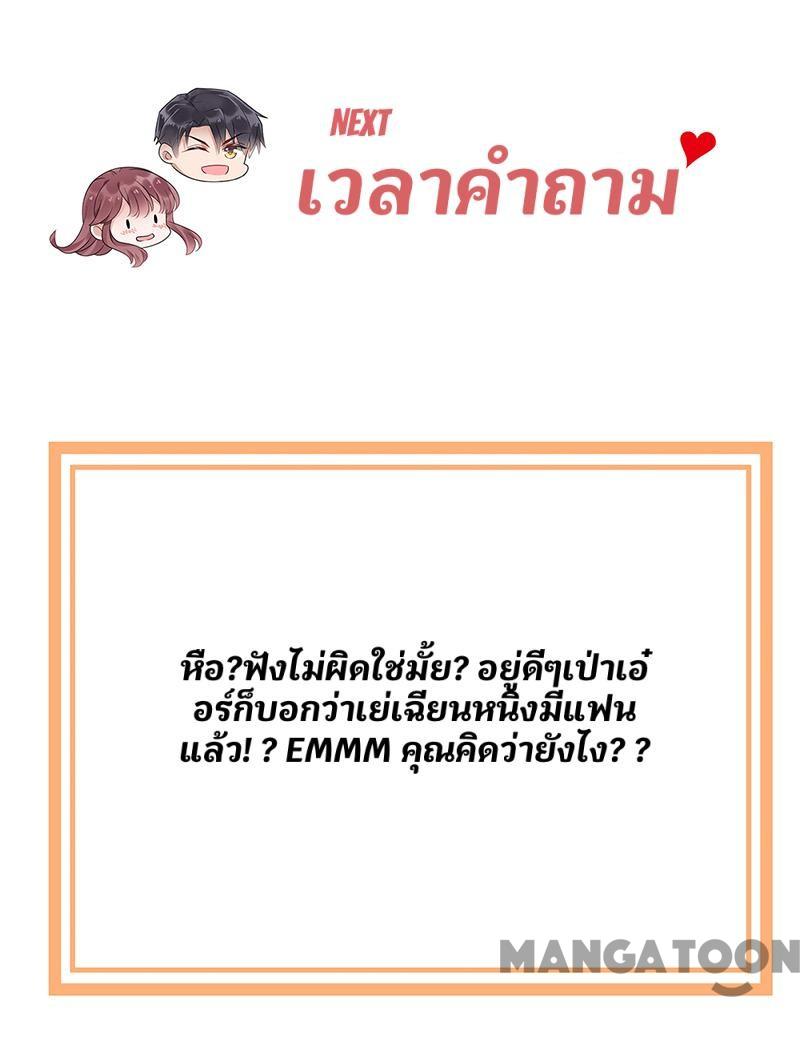 NEXT
เวลาคำถาม
หือ?ฟังไม่ผิดใช่มั้ย? อยู่ดีๆเป่าเอ๋
อร์ก็บอกว่าเย่เฉียนหนิงมีแฟน
แล้ว! ? EMMM คุณคิดว่ายังไง? ?
MANGATOON